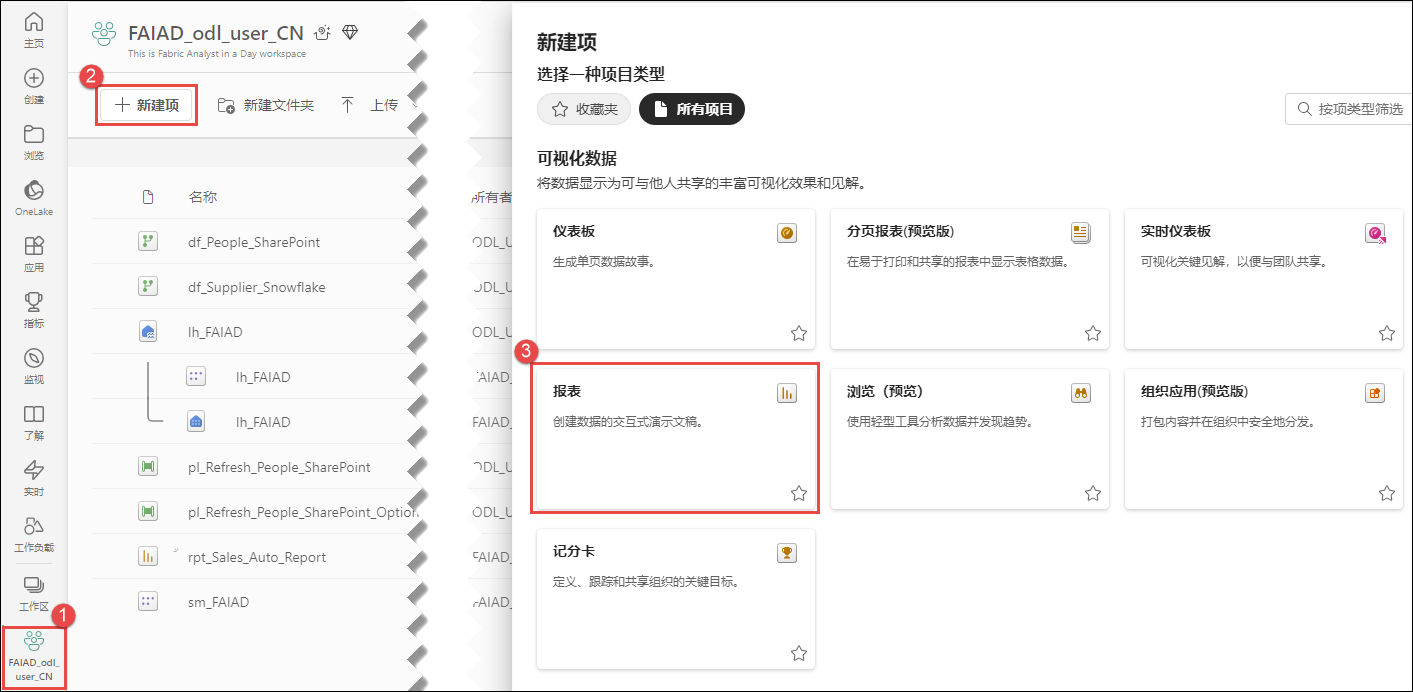 主页
创建
浏览
OneLake
应用
指标
监视
了解
实时
工作负载
工作区
1
FAIAD_odl_
user_CN
FAIAD_odl_user_CN
This is Fabric Analyst in a Day workspace
2
新建项
新建文件夹
上传
名称
所有者
df_People_SharePoint
ODL_U
df_Supplier_Snowflake
ODL_U
lh_FAIAD
ODL_U
lh_FAIAD
FAIAD_
lh_FAIAD
FAIAD_
pl_Refresh_People_SharePoint
ODL_U
pl_Refresh_People_SharePoint_Option
ODL_U
rpt_Sales_Auto_Report
FAIAD_
sm_FAIAD
FAIAD_
新建项
选择一种项目类型
收藏夹
所有项目
按项类型筛选
可视化数据
将数据显示为可与他人共享的丰富可视化效果和见解。
仪表板
生成单页数据故事。
分页报表(预览版)
在易于打印和共享的报表中显示表格数据。
实时仪表板
可视化关键见解，以便与团队共享。
3
报表
创建数据的交互式演示文稿。
浏览（预览）
使用轻型工具分析数据并发现趋势。
组织应用(预览版)
打包内容并在组织中安全地分发。
记分卡
定义、跟踪和共享组织的关键目标。